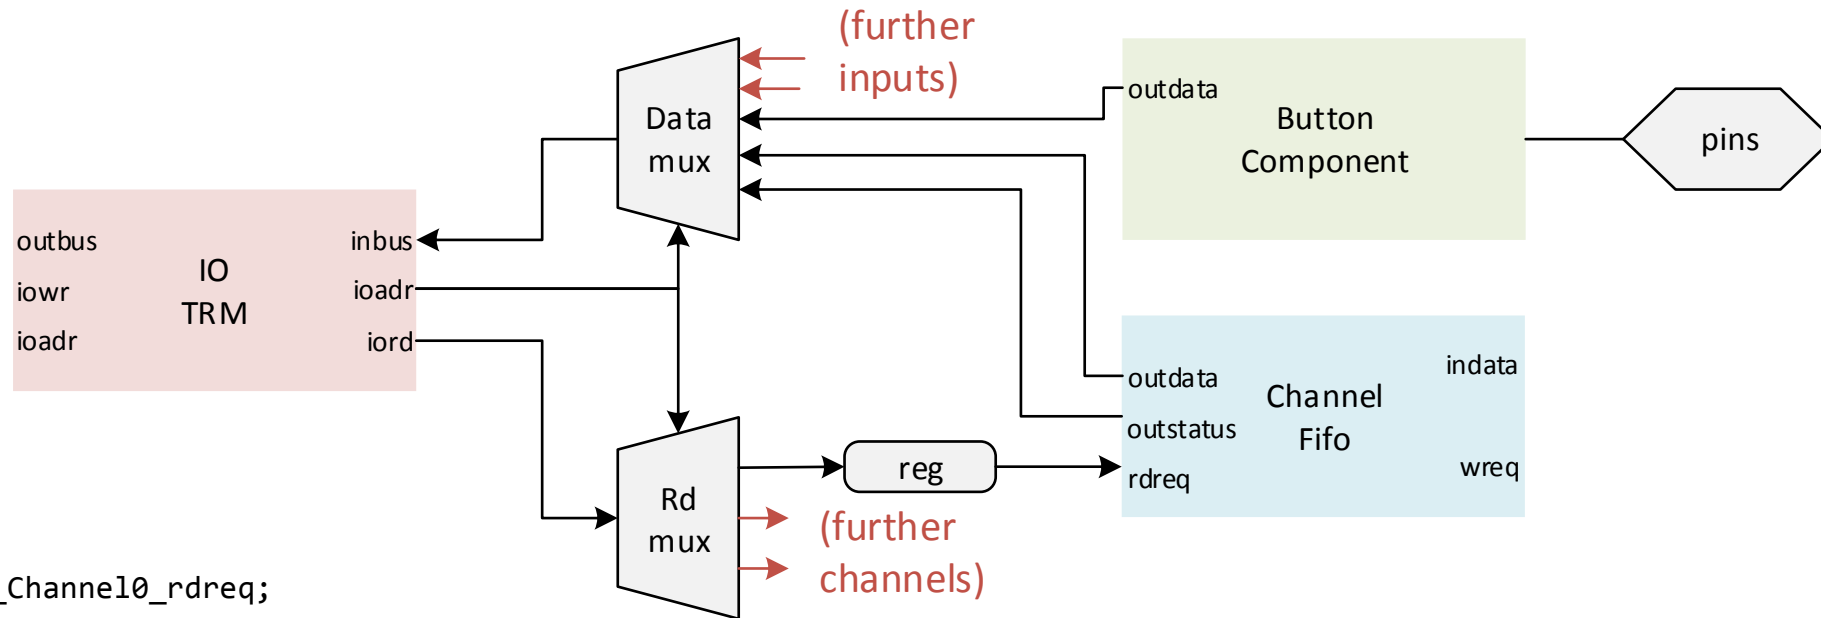 (further
inputs)
Data
mux
outdata
Button
Component
pins
outbus
iowr
ioadr
IO
TRM
inbus
ioadr
iord
outdata
outstatus
rdreq
Channel
Fifo
indata
wreq
Rd
mux
reg
(further
channels)
_Channel0_rdreq;